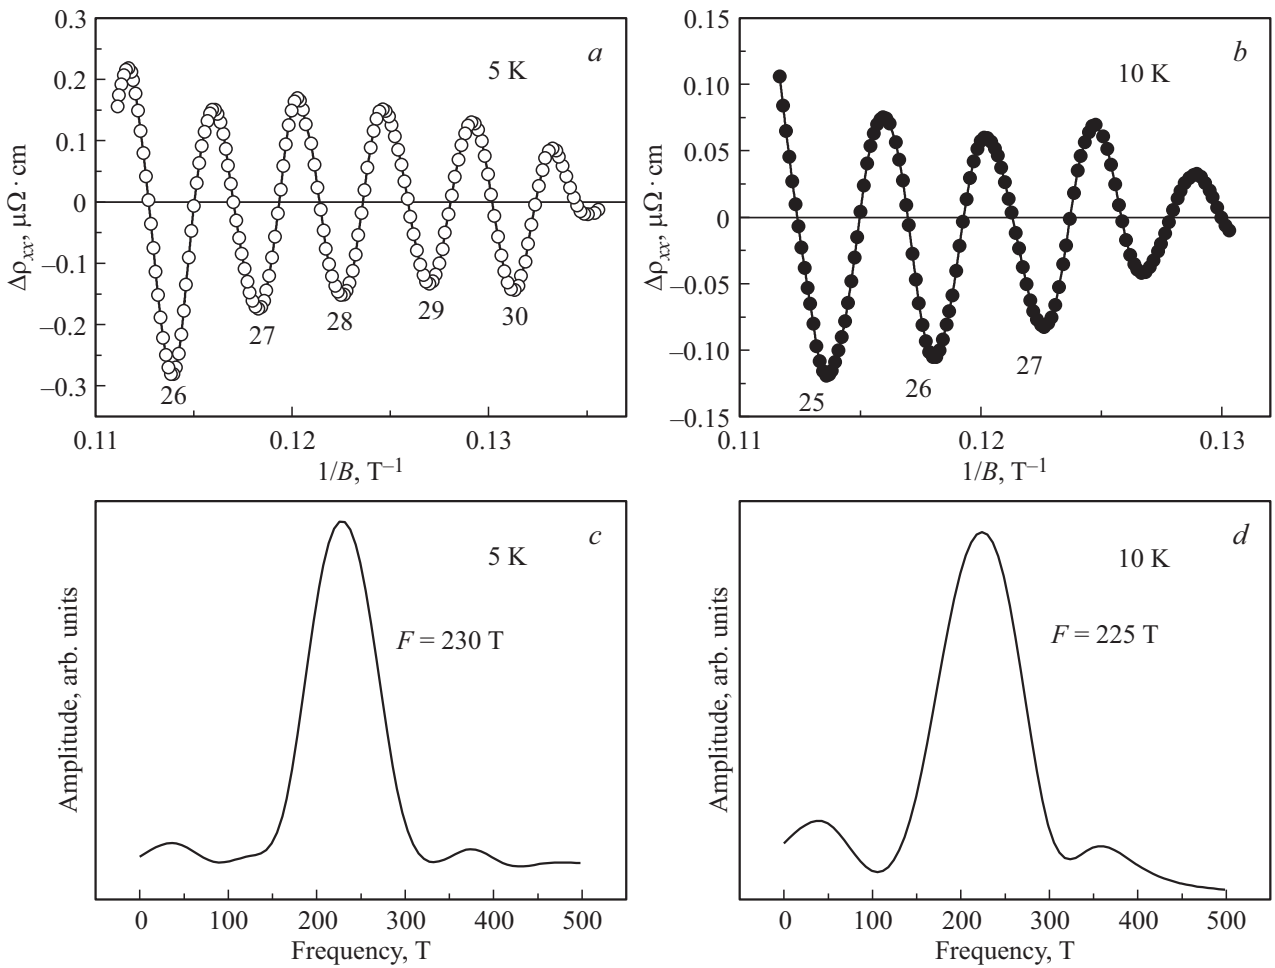 0.3
0.2
0.1
0
–0.1
–0.2
–0.3
Δρxx, μΩ · cm
5 K
a
26
27
28
29
30
0.11
0.12
0.13
1/B, T–1
0.15
0.10
0.05
0
–0.05
–0.10
–0.15
Δρxx, μΩ · cm
10 K
b
25
26
27
0.11
0.12
0.13
1/B, T–1
Amplitude, arb. units
5 K
c
F = 230 T
0
100
200
300
400
500
Frequency, T
Amplitude, arb. units
10 K
d
F = 225 T
0
100
200
300
400
500
Frequency, T